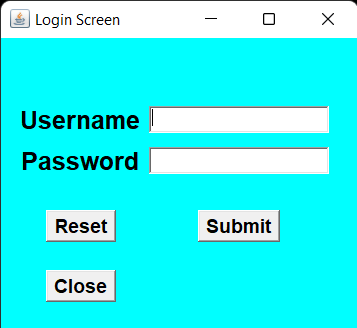 Login Screen
Username
Password
Reset Submit
Close